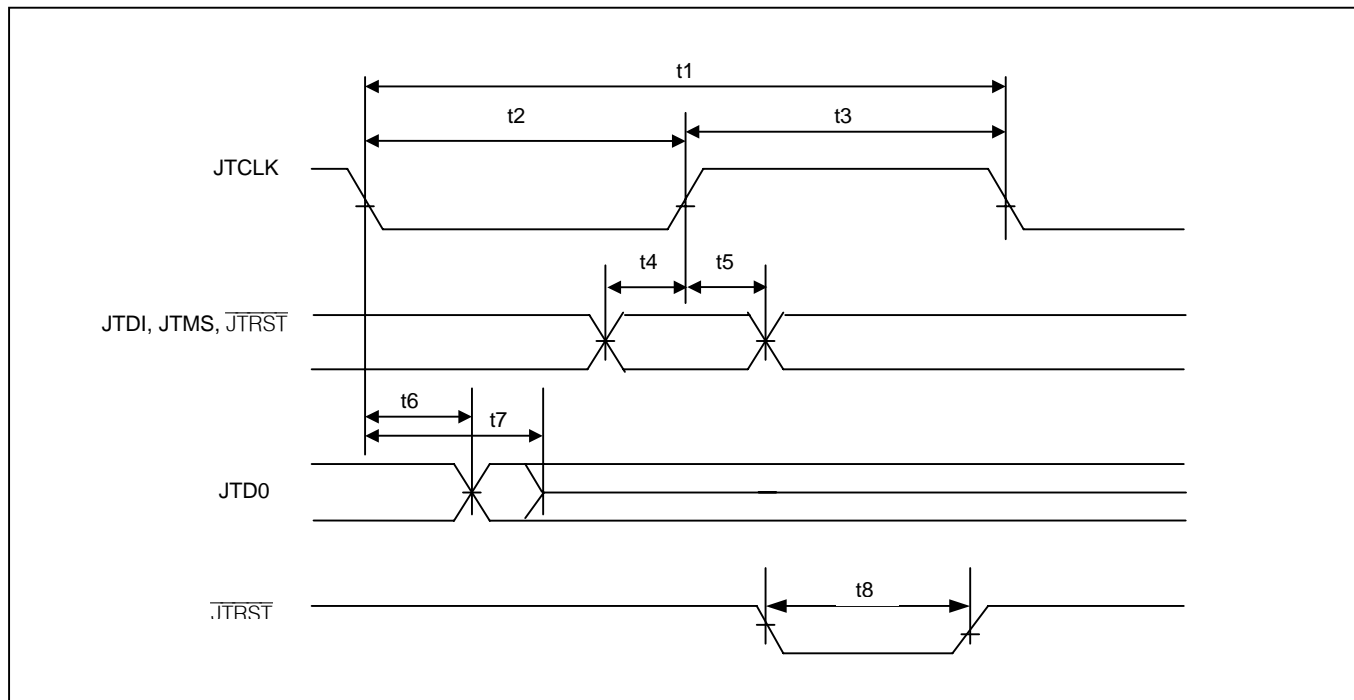 t1
t2 t3
JTCLK
t4 t5
JTDI, JTMS, JTRST
t6
t7
JTD0
t8
JTRST